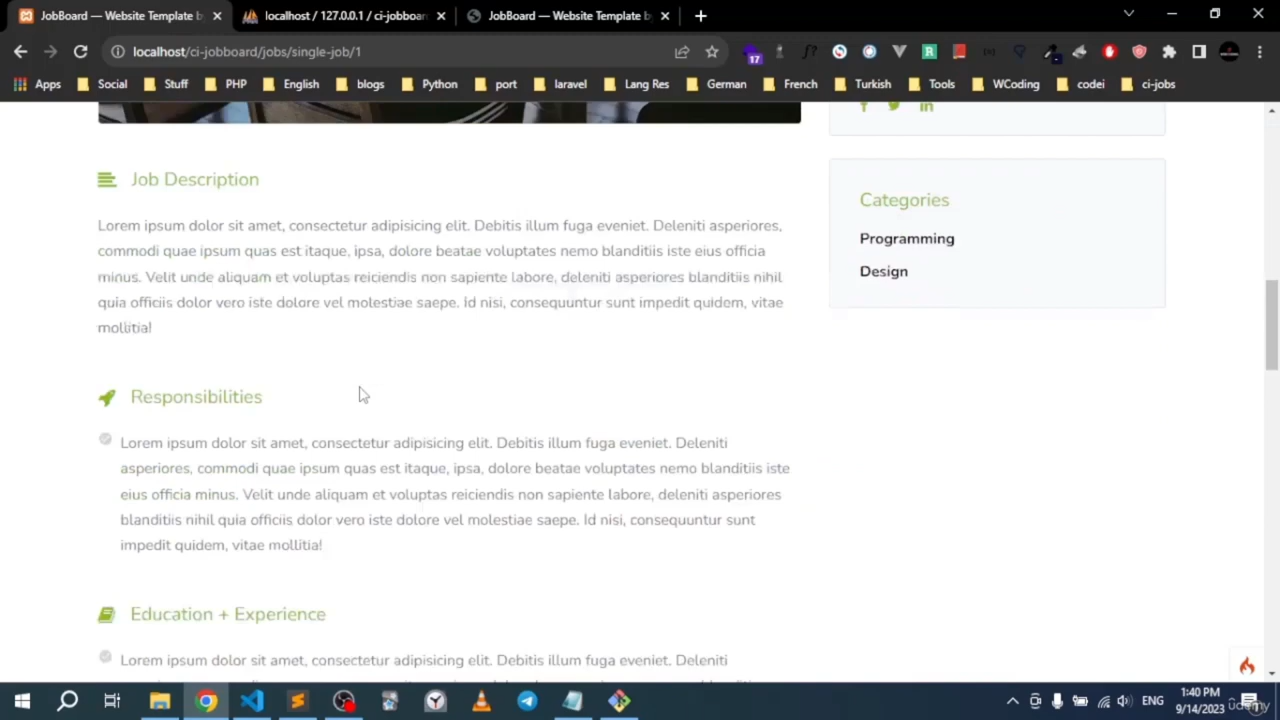 JobBoard — Website Template by
localhost / 127.0.0.1 / ci-jobboard
JobBoard — Website Template by
localhost/ci-jobboard/jobs/single-job/1
17
Apps
Social
Stuff
PHP
English
blogs
Python
port
laravel
Lang Res
German
French
Turkish
Tools
WCoding
codei
ci-jobs
Job Description
Lorem ipsum dolor sit amet, consectetur adipisicing elit. Debitis illum fuga eveniet. Deleniti asperiores,
commodi quae ipsum quas est itaque, ipsa, dolore beatae voluptates nemo blanditiis iste eius officia
minus. Velit unde aliquam et voluptas reiciendis non sapiente labore, deleniti asperiores blanditiis nihil
quia officiis dolor vero iste dolore vel molestiae saepe. Id nisi, consequuntur sunt impedit quidem, vitae
mollitia!
Categories
Programming
Design
Responsibilities
Lorem ipsum dolor sit amet, consectetur adipisicing elit. Debitis illum fuga eveniet. Deleniti
asperiores, commodi quae ipsum quas est itaque, ipsa, dolore beatae voluptates nemo blanditiis iste
eius officia minus. Velit unde aliquam et voluptas reiciendis non sapiente labore, deleniti asperiores
blanditiis nihil quia officiis dolor vero iste dolore vel molestiae saepe. Id nisi, consequuntur sunt
impedit quidem, vitae mollitia!
Education + Experience
Lorem ipsum dolor sit amet, consectetur adipisicing elit. Debitis illum fuga eveniet. Deleniti
ENG
1:40 PM
9/14/2023
udemy